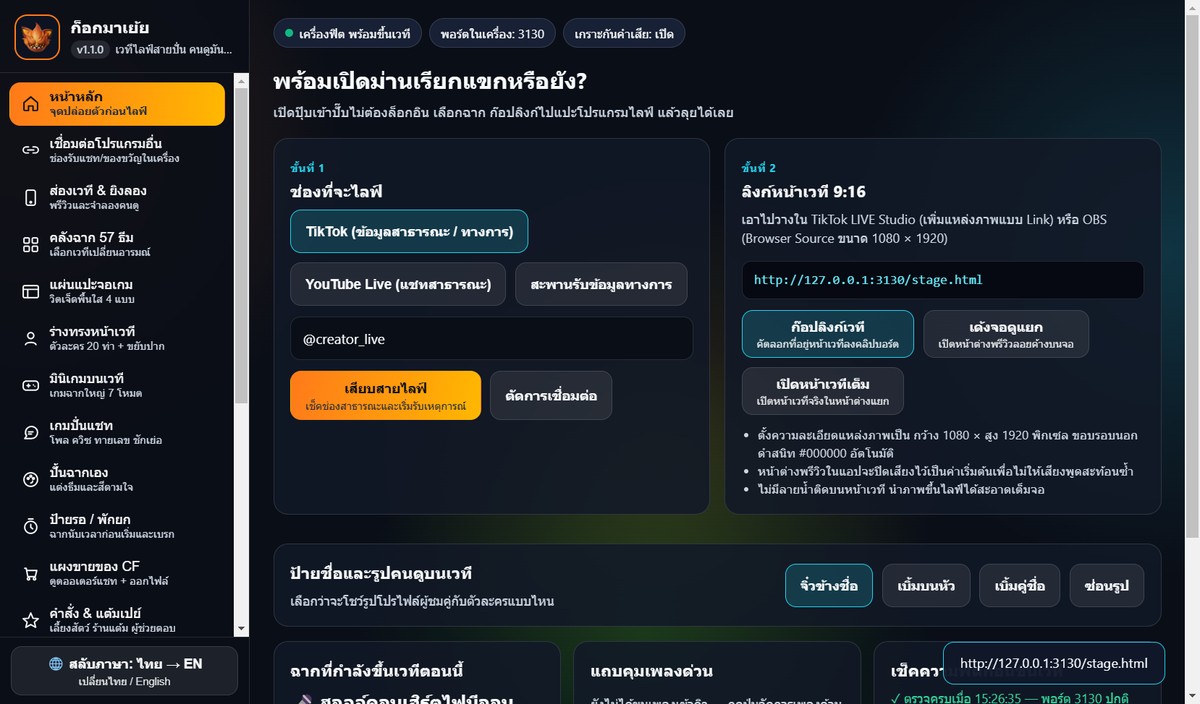 ก๊อกมาเย้ย
v1.1.0 เวทีไลฟ์สายปั่น คนดูมัน...
หน้าหลัก
จุดปล่อยตัวก่อนไลฟ์
เชื่อมต่อโปรแกรมอื่น
ช่องรับแชท/ของขวัญในเครื่อง
ส่องเวที & ยิงลอง
พรีวิวและจำลองคนดู
คลังฉาก 57 ธีม
เลือกเวทีเปลี่ยนอารมณ์
แผ่นแปะจอเกม
วิดเจ็ตพื้นใส 4 แบบ
ร่างทรงหน้าเวที
ตัวละคร 20 ท่า + ขยับปาก
มินิเกมบนเวที
เกมฉากใหญ่ 7 โหมด
เกมปั่นแชท
โพล ควิซ ทายเลข ชักเย่อ
ปั้นฉากเอง
แต่งธีมและสีตามใจ
ป้ายรอ / พักยก
ฉากนับเวลาก่อนเริ่มและเบรก
แผงขายของ CF
ดูดออเดอร์แชท + ออกไฟล์
คำสั่ง & แต้มเปย์
เลี้ยงสัตว์ ร้านแต้ม ผู้ช่วยตอบ
🌐 สลับภาษา: ไทย → EN
เปลี่ยนไทย / English
เครื่องฟิต พร้อมขึ้นเวที
พอร์ตในเครื่อง: 3130
เกราะกันคำเสีย: เปิด
พร้อมเปิดม่านเรียกแขกหรือยัง?
เปิดปุ๊บเข้าปั๊บไม่ต้องล็อกอิน เลือกฉาก ก๊อปลิงก์ไปแปะโปรแกรมไลฟ์ แล้วลุยได้เลย
ขั้นที่ 1
ช่องที่จะไลฟ์
TikTok (ข้อมูลสาธารณะ / ทางการ)
YouTube Live (แชทสาธารณะ)
สะพานรับข้อมูลทางการ
@creator_live
เสียบสายไลฟ์
เช็คช่องสาธารณะและเริ่มรับเหตุการณ์
ตัดการเชื่อมต่อ
ขั้นที่ 2
ลิงก์หน้าเวที 9:16
เอาไปวางใน TikTok LIVE Studio (เพิ่มแหล่งภาพแบบ Link) หรือ OBS
(Browser Source ขนาด 1080 × 1920)
http://127.0.0.1:3130/stage.html
ก๊อปลิงก์เวที
คัดลอกที่อยู่หน้าเวทีลงคลิปบอร์ด
เด้งจอดูแยก
เปิดหน้าต่างพรีวิวลอยค้างบนจอ
เปิดหน้าเวทีเต็ม
เปิดหน้าเวทีจริงในหน้าต่างแยก
• ตั้งความละเอียดแหล่งภาพเป็น กว้าง 1080 × สูง 1920 พิกเซล ขอบรอบนอก
ดำสนิท #000000 อัตโนมัติ
• หน้าต่างพรีวิวในแอปจะปิดเสียงไว้เป็นค่าเริ่มต้นเพื่อไม่ให้เสียงพูดสะท้อนซ้ำ
• ไม่มีลายน้ำติดบนหน้าเวที นำภาพขึ้นไลฟ์ได้สะอาดเต็มจอ
ป้ายชื่อและรูปคนดูบนเวที
เลือกว่าจะโชว์รูปโปรไฟล์ผู้ชมคู่กับตัวละครแบบไหน
จิ๋วข้างชื่อ
เบิ้มบนหัว
เบิ้มคู่ชื่อ
ซ่อนรูป
ฉากที่กำลังขึ้นเวทีตอนนี้
แถบคุมเพลงด่วน
http://127.0.0.1:3130/stage.html
✓ ตรวจครบเมื่อ 15:26:35 — พอร์ต 3130 ปกติ